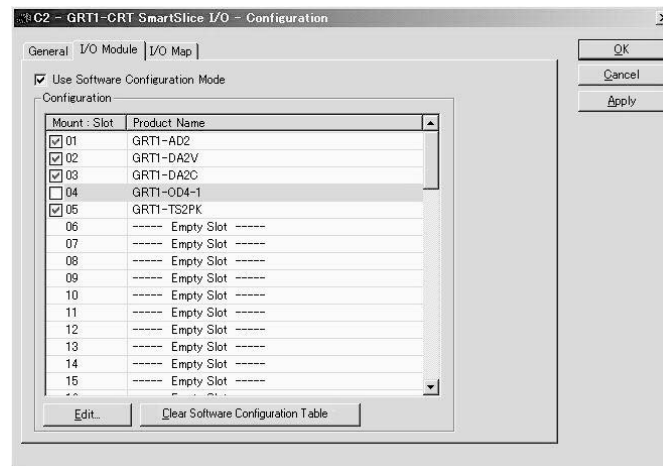 C2 - GRT1-CRT SmartSlice I/O - Configuration
General I/O Module I/O Map
OK
Cancel
Apply
Use Software Configuration Mode
Configuration
Mount : Slot Product Name
01 GRT1-AD2
02 GRT1-DA2V
03 GRT1-DA2C
04 GRT1-OD4-1
05 GRT1-TS2PK
06 ----- Empty Slot -----
07 ----- Empty Slot -----
08 ----- Empty Slot -----
09 ----- Empty Slot -----
10 ----- Empty Slot -----
11 ----- Empty Slot -----
12 ----- Empty Slot -----
13 ----- Empty Slot -----
14 ----- Empty Slot -----
15 ----- Empty Slot -----
Edit... Clear Software Configuration Table